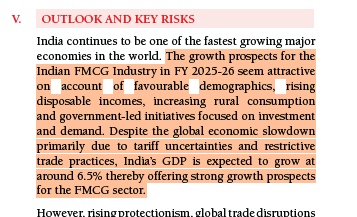 V. OUTLOOK AND KEY RISKS
India continues to be one of the fastest growing major
economies in the world. The growth prospects for the
Indian FMCG Industry in FY 2025-26 seem attractive
on account of favourable demographics, rising
disposable incomes, increasing rural consumption
and government-led initiatives focused on investment
and demand. Despite the global economic slowdown
primarily due to tariff uncertainties and restrictive
trade practices, India's GDP is expected to grow at
around 6.5% thereby offering strong growth prospects
for the FMCG sector.
However, rising protectionism, global trade disruptions